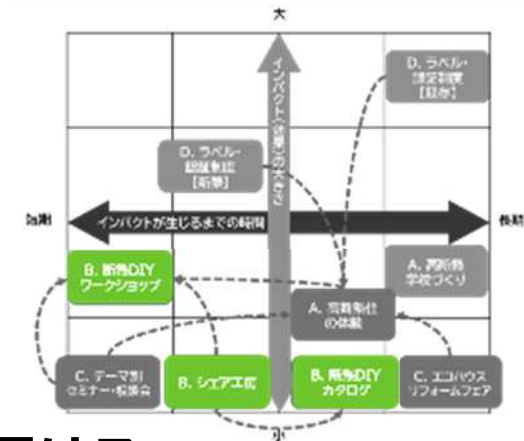 大
D. ラベル・
認証制度
【既存】
インパクト(効果)の大きさ
D. ラベル・
認証制度
【新築】
短期
インパクトが生じるまでの時間
長期
B. 断熱DIY
ワークショップ
A. 高断熱
学校づくり
A. 高断熱住宅
の体験
C. テーマ別
セミナー・相談会
B. シェア工房
B. 断熱DIY
カタログ
C. エコハウス
リフォームフェア
小